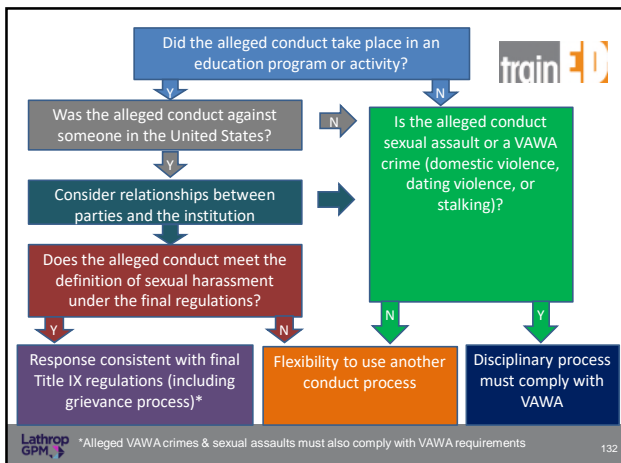 Did the alleged conduct take place in an
education program or activity?
trainED
Y
N
Was the alleged conduct against
someone in the United States?
N
Is the alleged conduct
sexual assault or a VAWA
crime (domestic violence,
dating violence, or
stalking)?
Y
Consider relationships between
parties and the institution
Does the alleged conduct meet the
definition of sexual harassment
under the final regulations?
Y
N
N
Y
Response consistent with final
Title IX regulations (including
grievance process)*
Flexibility to use another
conduct process
Disciplinary process
must comply with
VAWA
Lathrop
GPM
*Alleged VAWA crimes & sexual assaults must also comply with VAWA requirements
132